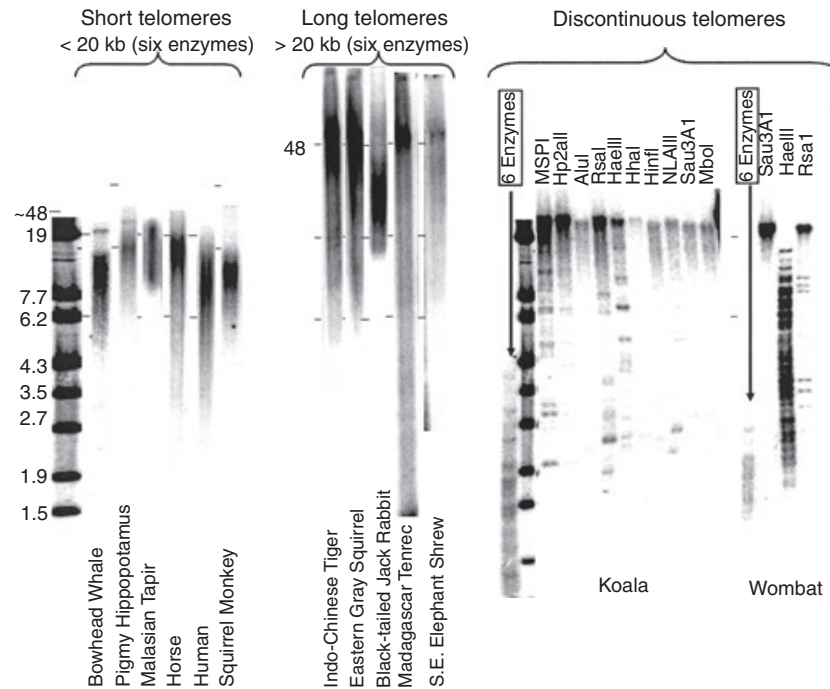 Short telomeres
< 20 kb (six enzymes)
Long telomeres
> 20 kb (six enzymes)
Discontinuous telomeres
6 Enzymes
MSPI
Hp2aII
AluI
RsaI
HaeIII
HhaI
HinfI
NLAIII
Sau3A1
MboI
6 Enzymes
Sau3A1
HaeIII
Rsa1
~48
19
7.7
6.2
4.3
3.5
2.7
1.9
1.5
48
Bowhead Whale
Pigmy Hippopotamus
Malasian Tapir
Horse
Human
Squirrel Monkey
Indo-Chinese Tiger
Eastern Gray Squirrel
Black-tailed Jack Rabbit
Madagascar Tenrec
S.E. Elephant Shrew
Koala
Wombat